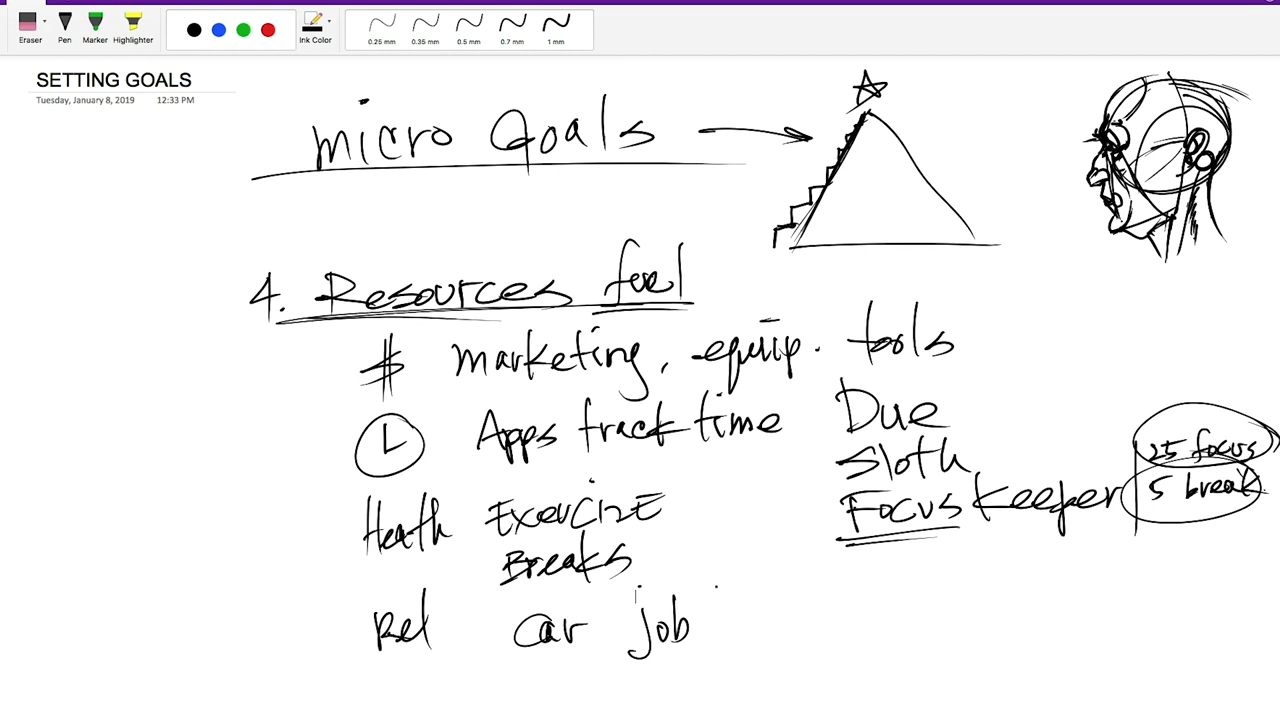 Eraser Pen Marker Highlighter Ink Color 0.25 mm 0.35 mm 0.5 mm 0.7 mm 1 mm
SETTING GOALS
Tuesday, January 8, 2019 12:33 PM
micro Goals
4. Resources fuel
$ marketing, equip. tools
Apps track time Due
Sloth
25 focus
Focus Keeper 5 break
Heath Exercize
Breaks
Rel car job